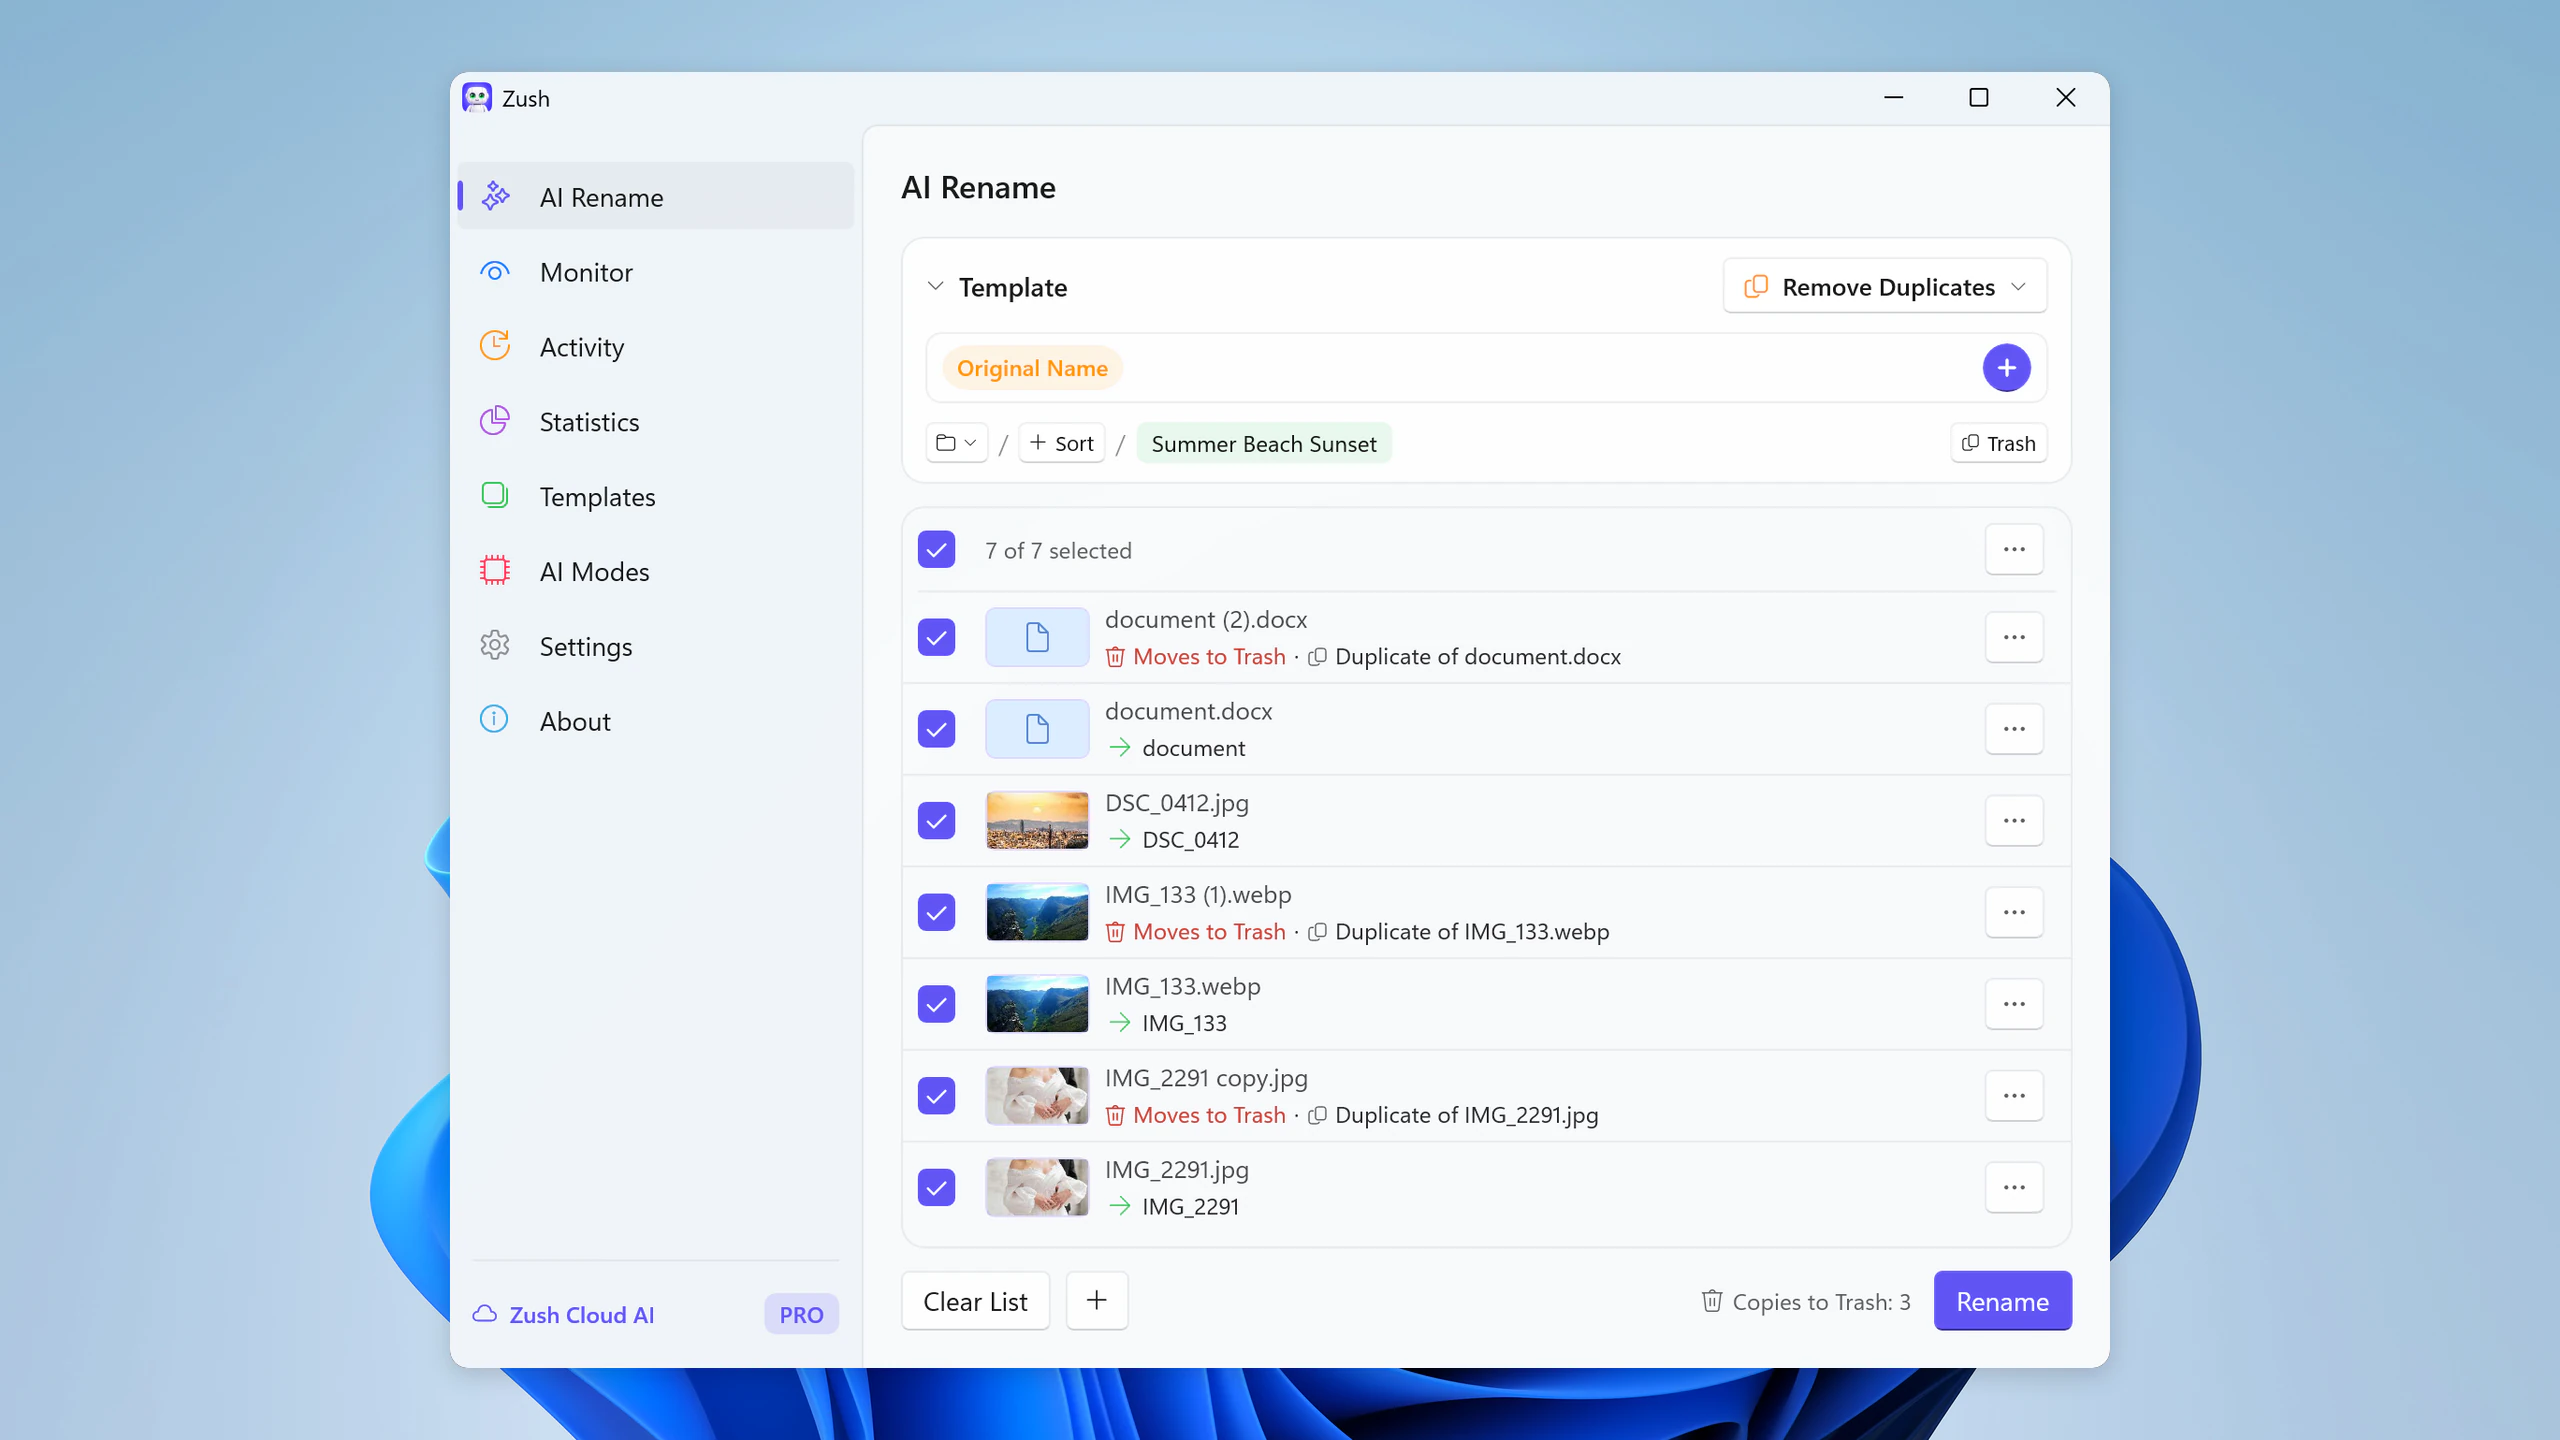 Zush
AI Rename
Monitor
Activity
Statistics
Templates
AI Modes
Settings
About
Zush Cloud AI
PRO
AI Rename
Template
Remove Duplicates
Original Name
/ Sort / Summer Beach Sunset
Trash
7 of 7 selected
document (2).docx
Moves to Trash · Duplicate of document.docx
document.docx
→ document
DSC_0412.jpg
→ DSC_0412
IMG_133 (1).webp
Moves to Trash · Duplicate of IMG_133.webp
IMG_133.webp
→ IMG_133
IMG_2291 copy.jpg
Moves to Trash · Duplicate of IMG_2291.jpg
IMG_2291.jpg
→ IMG_2291
Clear List
Copies to Trash: 3
Rename